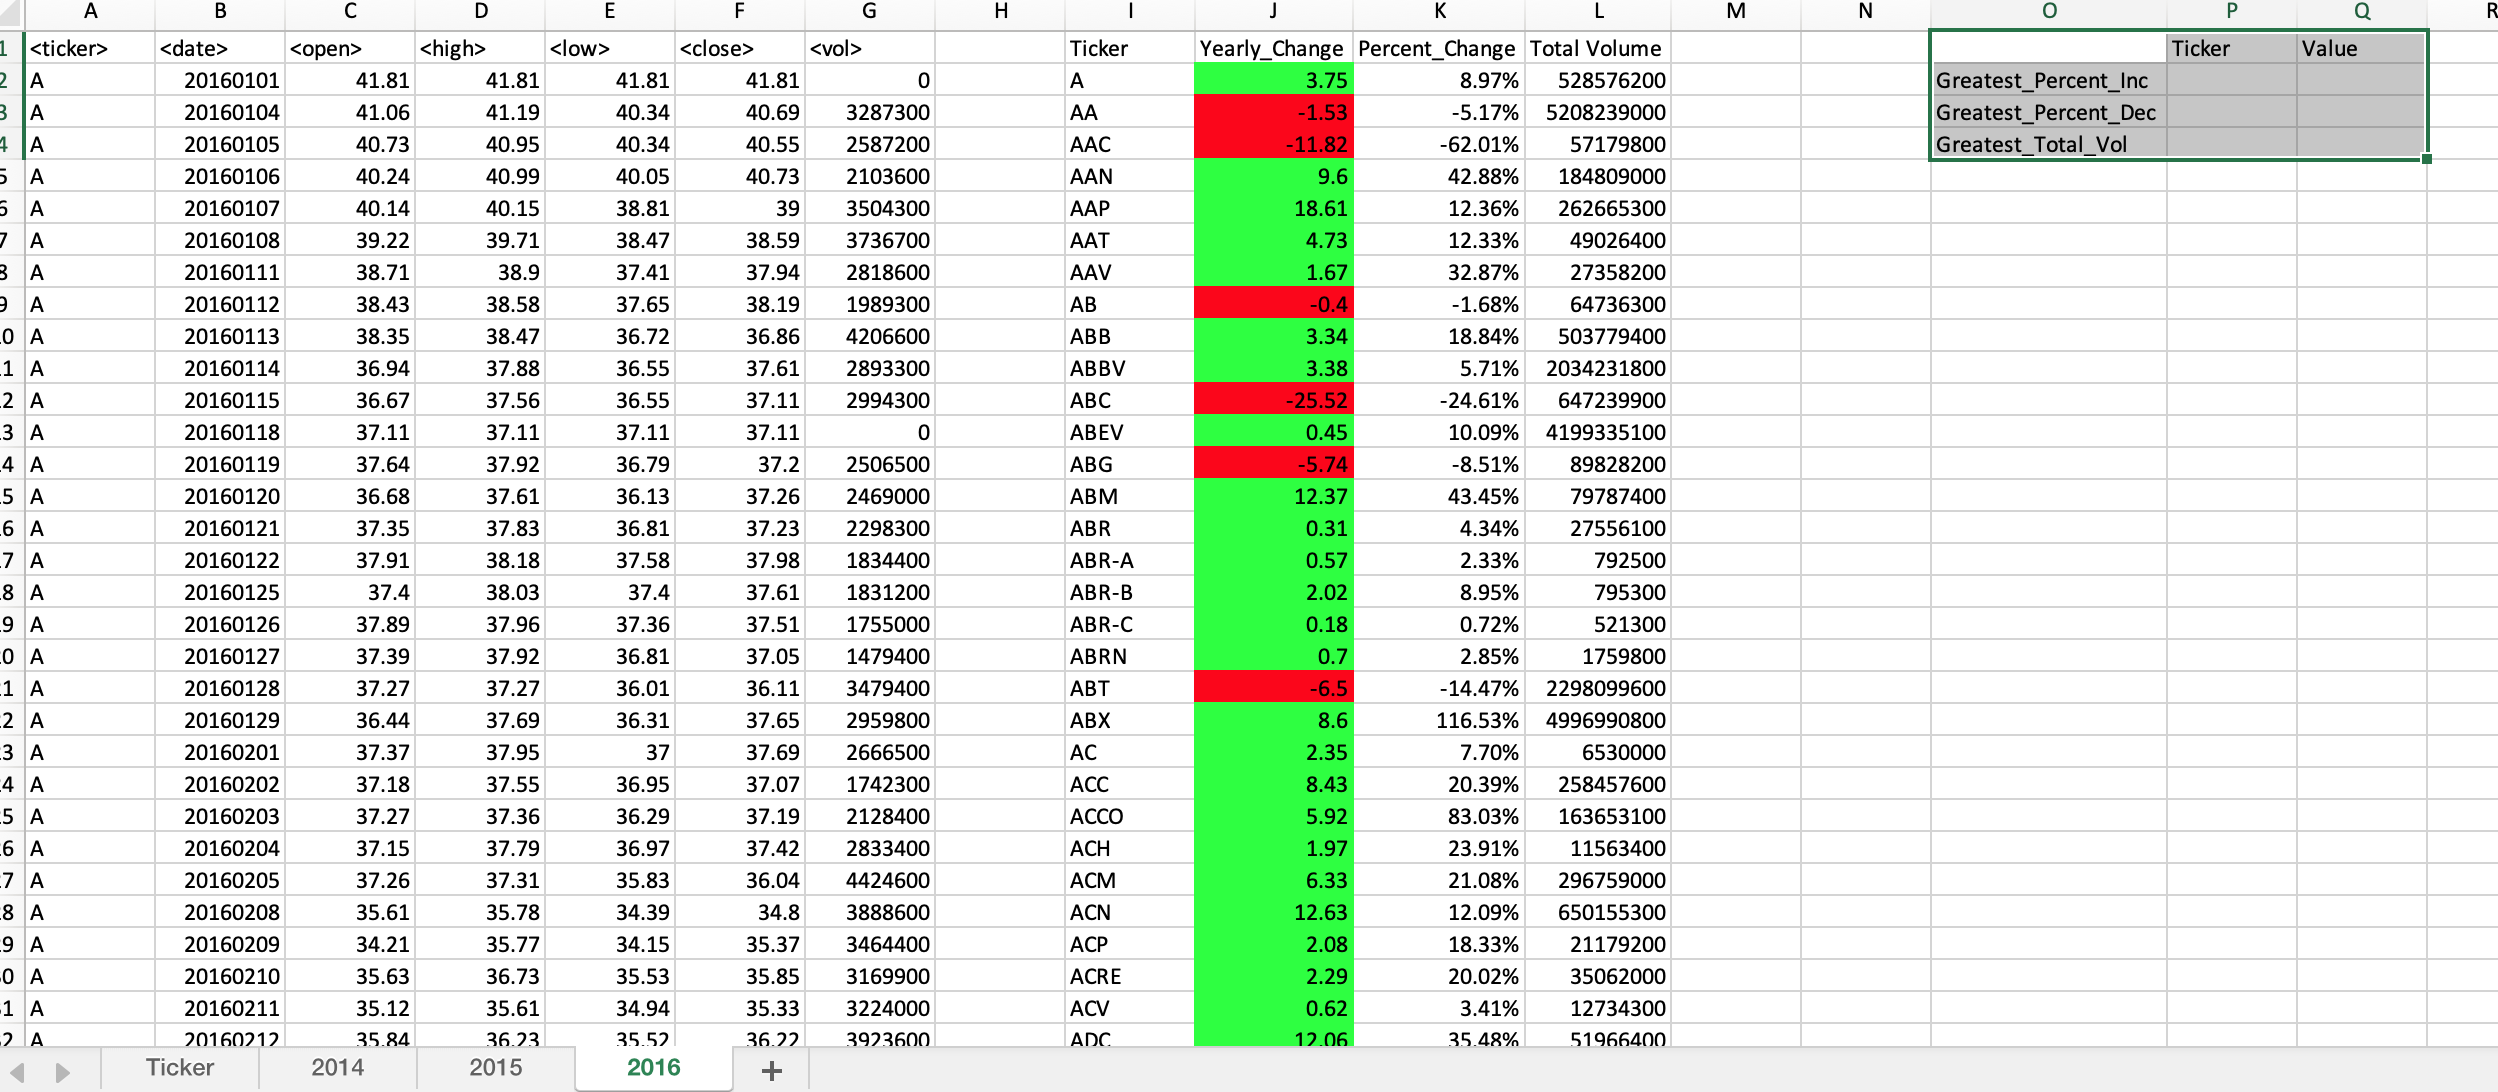 A B C D E F G H I J K L M N O P Q R
1 <ticker> <date> <open> <high> <low> <close> <vol> Ticker Yearly_Change Percent_Change Total Volume Ticker Value
2 A 20160101 41.81 41.81 41.81 41.81 0 A 3.75 8.97% 528576200 Greatest_Percent_Inc
3 A 20160104 41.06 41.19 40.34 40.69 3287300 AA -1.53 -5.17% 5208239000 Greatest_Percent_Dec
4 A 20160105 40.73 40.95 40.34 40.55 2587200 AAC -11.82 -62.01% 57179800 Greatest_Total_Vol
5 A 20160106 40.24 40.99 40.05 40.73 2103600 AAN 9.6 42.88% 184809000
6 A 20160107 40.14 40.15 38.81 39 3504300 AAP 18.61 12.36% 262665300
7 A 20160108 39.22 39.71 38.47 38.59 3736700 AAT 4.73 12.33% 49026400
8 A 20160111 38.71 38.9 37.41 37.94 2818600 AAV 1.67 32.87% 27358200
9 A 20160112 38.43 38.58 37.65 38.19 1989300 AB -0.4 -1.68% 64736300
0 A 20160113 38.35 38.47 36.72 36.86 4206600 ABB 3.34 18.84% 503779400
1 A 20160114 36.94 37.88 36.55 37.61 2893300 ABBV 3.38 5.71% 2034231800
2 A 20160115 36.67 37.56 36.55 37.11 2994300 ABC -25.52 -24.61% 647239900
3 A 20160118 37.11 37.11 37.11 37.11 0 ABEV 0.45 10.09% 4199335100
4 A 20160119 37.64 37.92 36.79 37.2 2506500 ABG -5.74 -8.51% 89828200
5 A 20160120 36.68 37.61 36.13 37.26 2469000 ABM 12.37 43.45% 79787400
6 A 20160121 37.35 37.83 36.81 37.23 2298300 ABR 0.31 4.34% 27556100
7 A 20160122 37.91 38.18 37.58 37.98 1834400 ABR-A 0.57 2.33% 792500
8 A 20160125 37.4 38.03 37.4 37.61 1831200 ABR-B 2.02 8.95% 795300
9 A 20160126 37.89 37.96 37.36 37.51 1755000 ABR-C 0.18 0.72% 521300
0 A 20160127 37.39 37.92 36.81 37.05 1479400 ABRN 0.7 2.85% 1759800
1 A 20160128 37.27 37.27 36.01 36.11 3479400 ABT -6.5 -14.47% 2298099600
2 A 20160129 36.44 37.69 36.31 37.65 2959800 ABX 8.6 116.53% 4996990800
3 A 20160201 37.37 37.95 37 37.69 2666500 AC 2.35 7.70% 6530000
4 A 20160202 37.18 37.55 36.95 37.07 1742300 ACC 8.43 20.39% 258457600
5 A 20160203 37.27 37.36 36.29 37.19 2128400 ACCO 5.92 83.03% 163653100
6 A 20160204 37.15 37.79 36.97 37.42 2833400 ACH 1.97 23.91% 11563400
7 A 20160205 37.26 37.31 35.83 36.04 4424600 ACM 6.33 21.08% 296759000
8 A 20160208 35.61 35.78 34.39 34.8 3888600 ACN 12.63 12.09% 650155300
9 A 20160209 34.21 35.77 34.15 35.37 3464400 ACP 2.08 18.33% 21179200
0 A 20160210 35.63 36.73 35.53 35.85 3169900 ACRE 2.29 20.02% 35062000
1 A 20160211 35.12 35.61 34.94 35.33 3224000 ACV 0.62 3.41% 12734300
2 A 20160212 35.84 36.23 35.52 36.22 3923600 ADC 12.06 35.48% 51966400
Ticker 2014 2015 2016 +